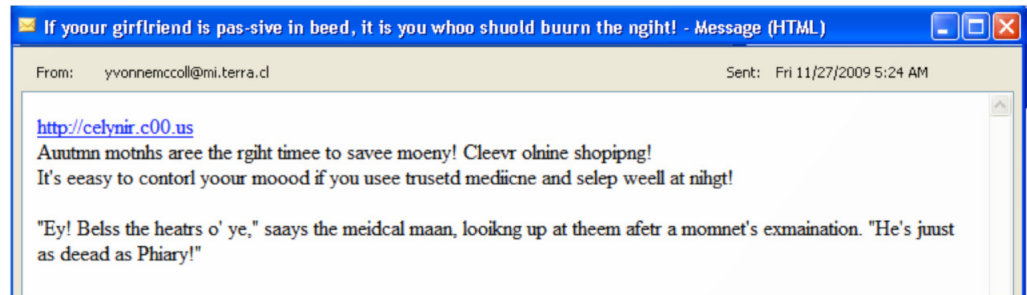 If yoour girflriend is pas-sive in beed, it is you whoo shuold buurn the ngiht! - Message (HTML)
From: yvonnemccoll@mi.terra.cl Sent: Fri 11/27/2009 5:24 AM
http://celynir.c00.us
Auutmn motnhs aree the rgiht timee to savee moeny! Cleevr olnine shopipng!
It's eeasy to contorl yoour moood if you usee trusetd mediicne and selep weell at nihgt!
"Ey! Belss the heatrs o' ye," saays the meidcal maan, looikng up at theem afetr a momnet's exmaination. "He's juust
as deead as Phiary!"